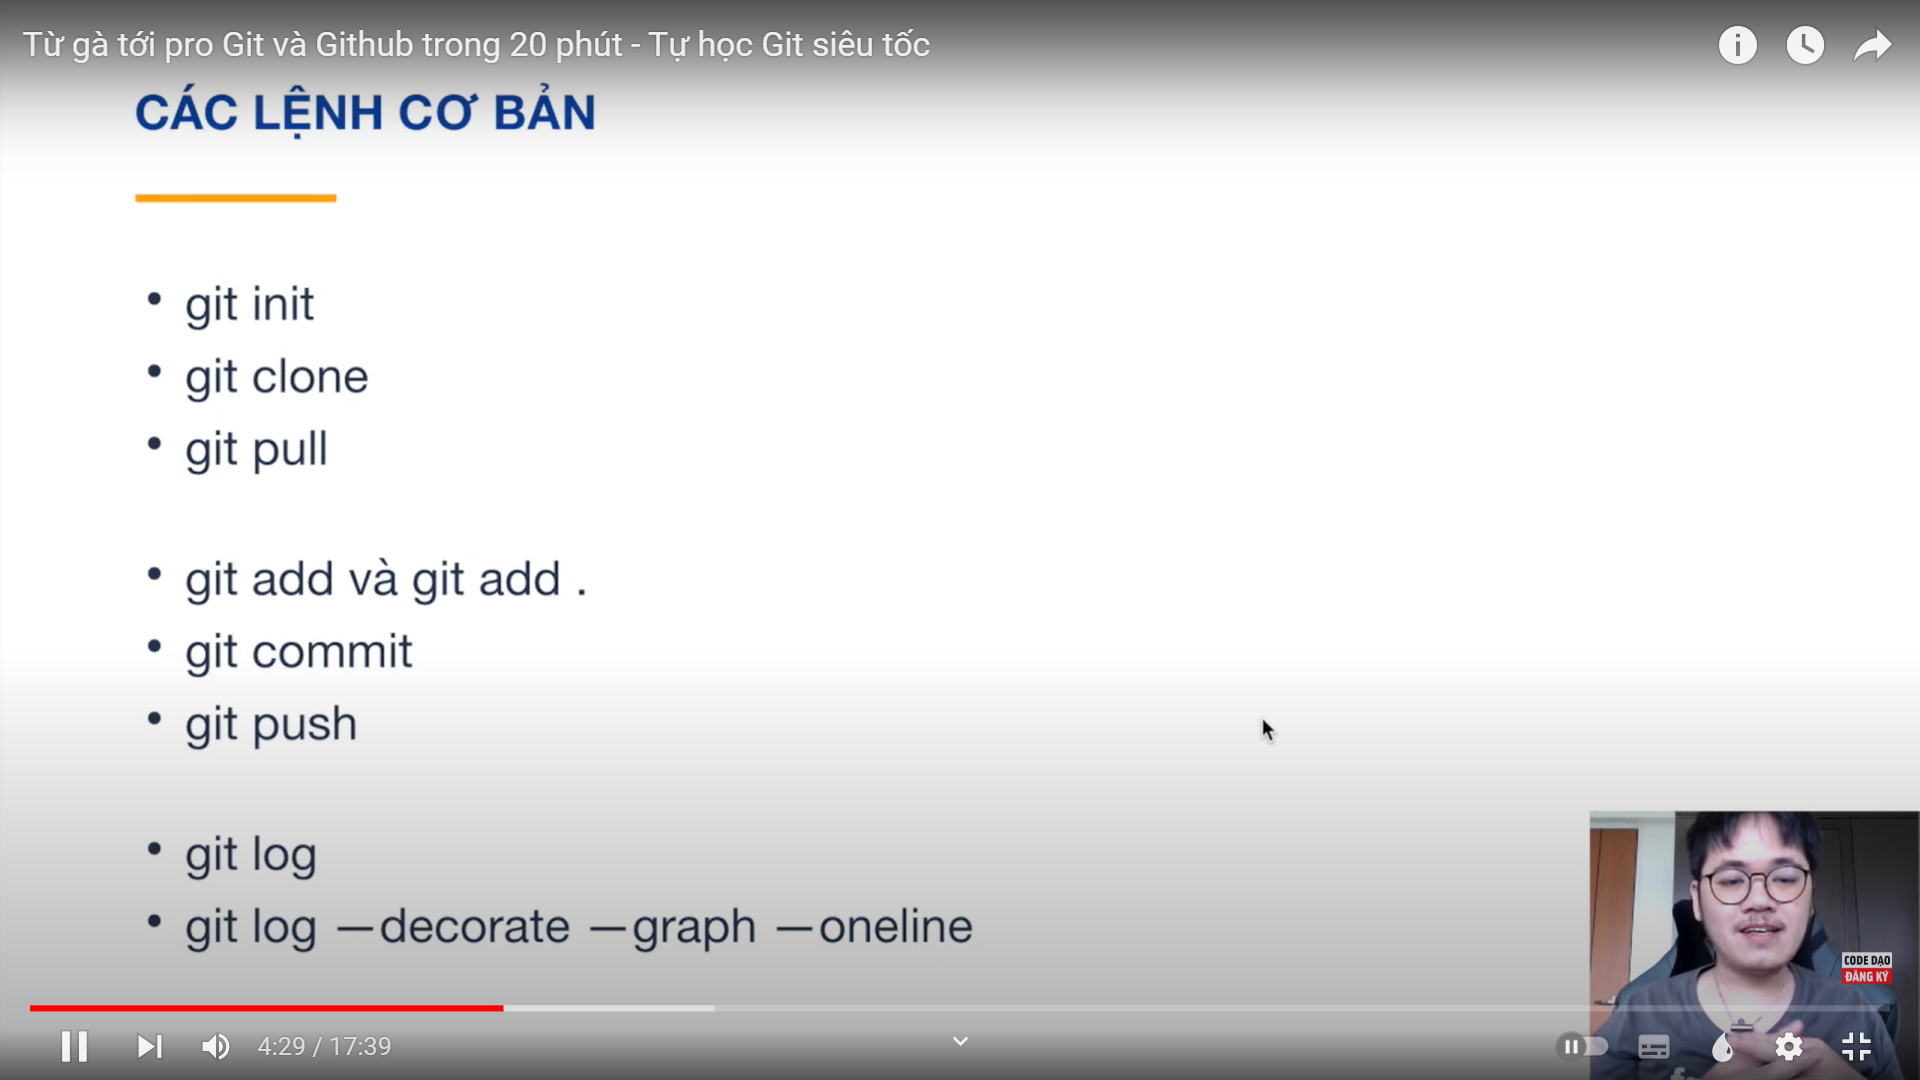 Từ gà tới pro Git và Github trong 20 phút - Tự học Git siêu tốc
CÁC LỆNH CƠ BẢN
• git init
• git clone
• git pull
• git add và git add .
• git commit
• git push
• git log
• git log —decorate —graph —oneline
CODE DẠO
ĐĂNG KÝ
4:29 / 17:39